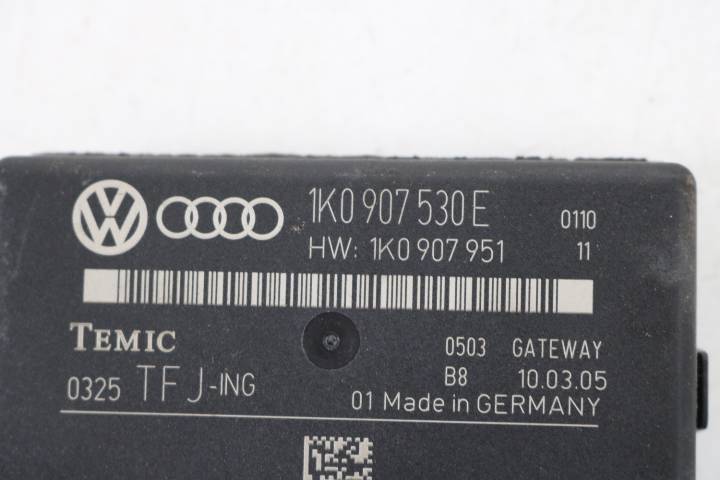 1K0 907 530 E 0110
HW: 1K0 907 951 11
TEMIC 0503 GATEWAY
0325 TFJ-ING B8 10.03.05
01 Made in GERMANY